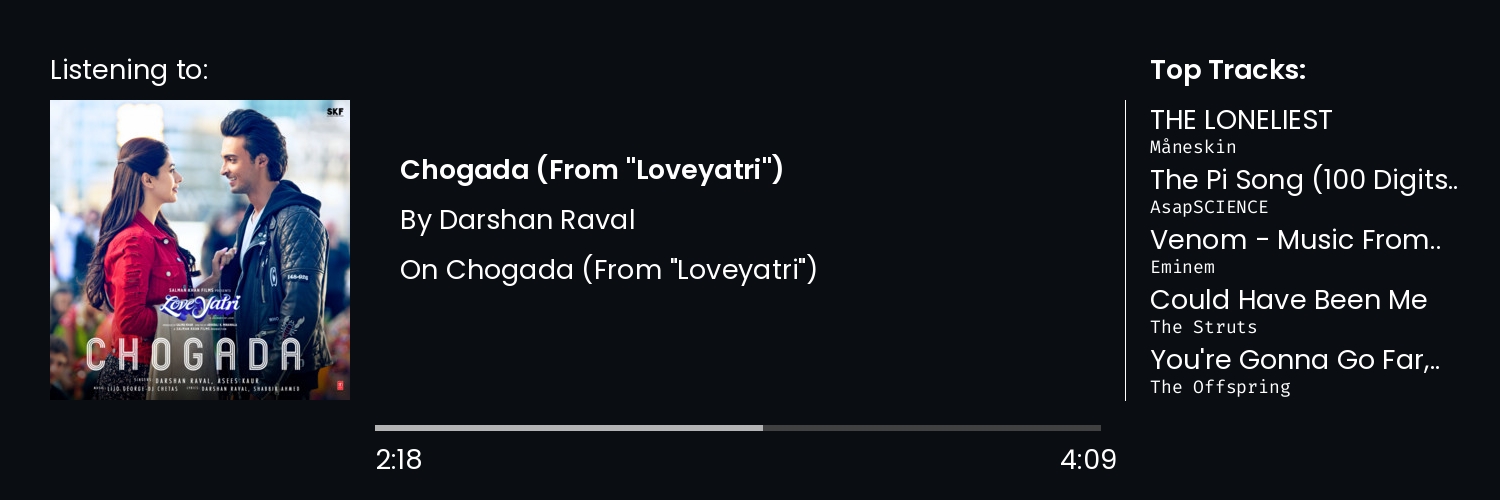 Listening to:
SKF
SALMAN KHAN FILMS PRESENTS
LoveYatri
CHOGADA
SINGERS DARSHAN RAVAL, ASEES KAUR
MUSIC LIJO GEORGE-DJ CHETAS LYRICS DARSHAN RAVAL, SHABBIR AHMED
Chogada (From "Loveyatri")
By Darshan Raval
On Chogada (From "Loveyatri")
2:18
4:09
Top Tracks:
THE LONELIEST
Måneskin
The Pi Song (100 Digits..
AsapSCIENCE
Venom - Music From..
Eminem
Could Have Been Me
The Struts
You're Gonna Go Far,..
The Offspring